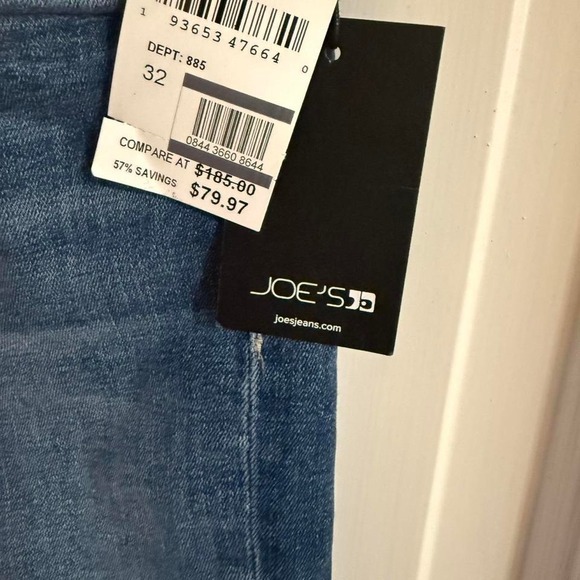 1 93653 47664 0
DEPT: 885
32
0844 3660 8644
COMPARE AT $185.00
57% SAVINGS $79.97
JOE'S
joesjeans.com